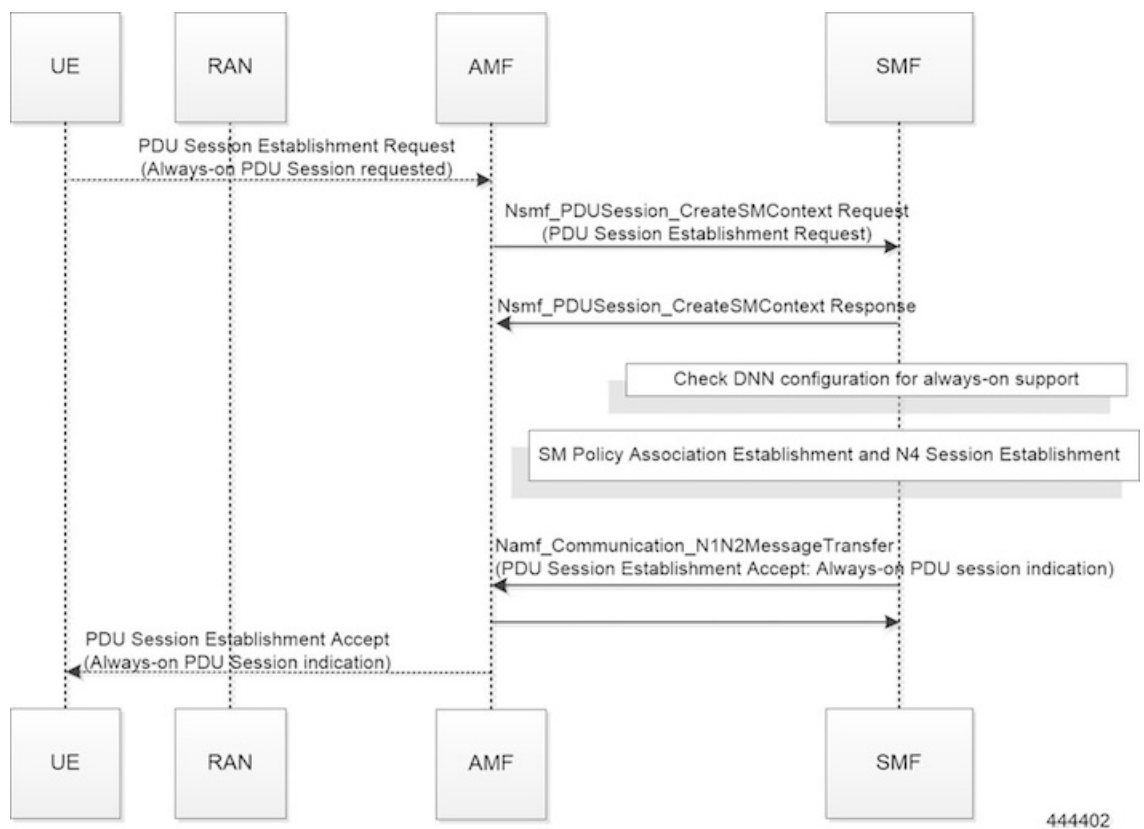 UE
RAN
AMF
SMF
PDU Session Establishment Request
(Always-on PDU Session requested)
Nsmf_PDUSession_CreateSMContext Request
(PDU Session Establishment Request)
Nsmf_PDUSession_CreateSMContext Response
Check DNN configuration for always-on support
SM Policy Association Establishment and N4 Session Establishment
Namf_Communication_N1N2MessageTransfer
(PDU Session Establishment Accept: Always-on PDU session indication)
PDU Session Establishment Accept
(Always-on PDU Session indication)
UE
RAN
AMF
SMF
444402